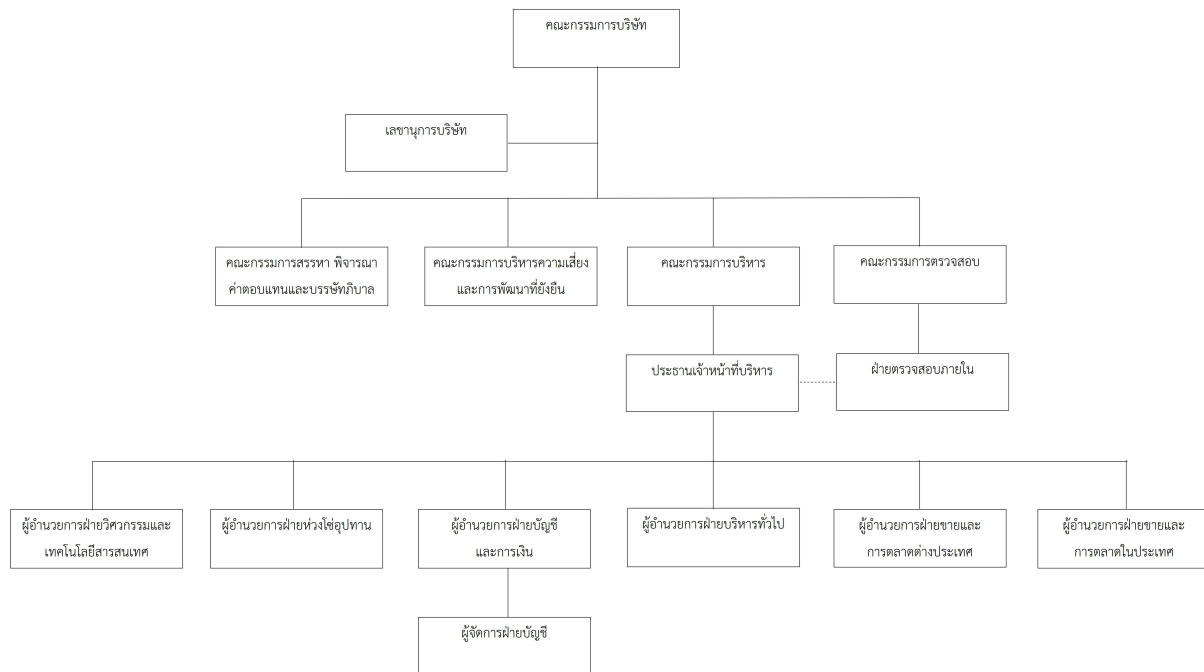 คณะกรรมการบริษัท
เลขานุการบริษัท
คณะกรรมการสรรหา พิจารณา
ค่าตอบแทนและบรรษัทภิบาล
คณะกรรมการบริหารความเสี่ยง
และการพัฒนาที่ยั่งยืน
คณะกรรมการบริหาร
คณะกรรมการตรวจสอบ
ประธานเจ้าหน้าที่บริหาร
ฝ่ายตรวจสอบภายใน
ผู้อำนวยการฝ่ายวิศวกรรมและ
เทคโนโลยีสารสนเทศ
ผู้อำนวยการฝ่ายห่วงโซ่อุปทาน
ผู้อำนวยการฝ่ายบัญชี
และการเงิน
ผู้อำนวยการฝ่ายบริหารทั่วไป
ผู้อำนวยการฝ่ายขายและ
การตลาดต่างประเทศ
ผู้อำนวยการฝ่ายขายและ
การตลาดในประเทศ
ผู้จัดการฝ่ายบัญชี